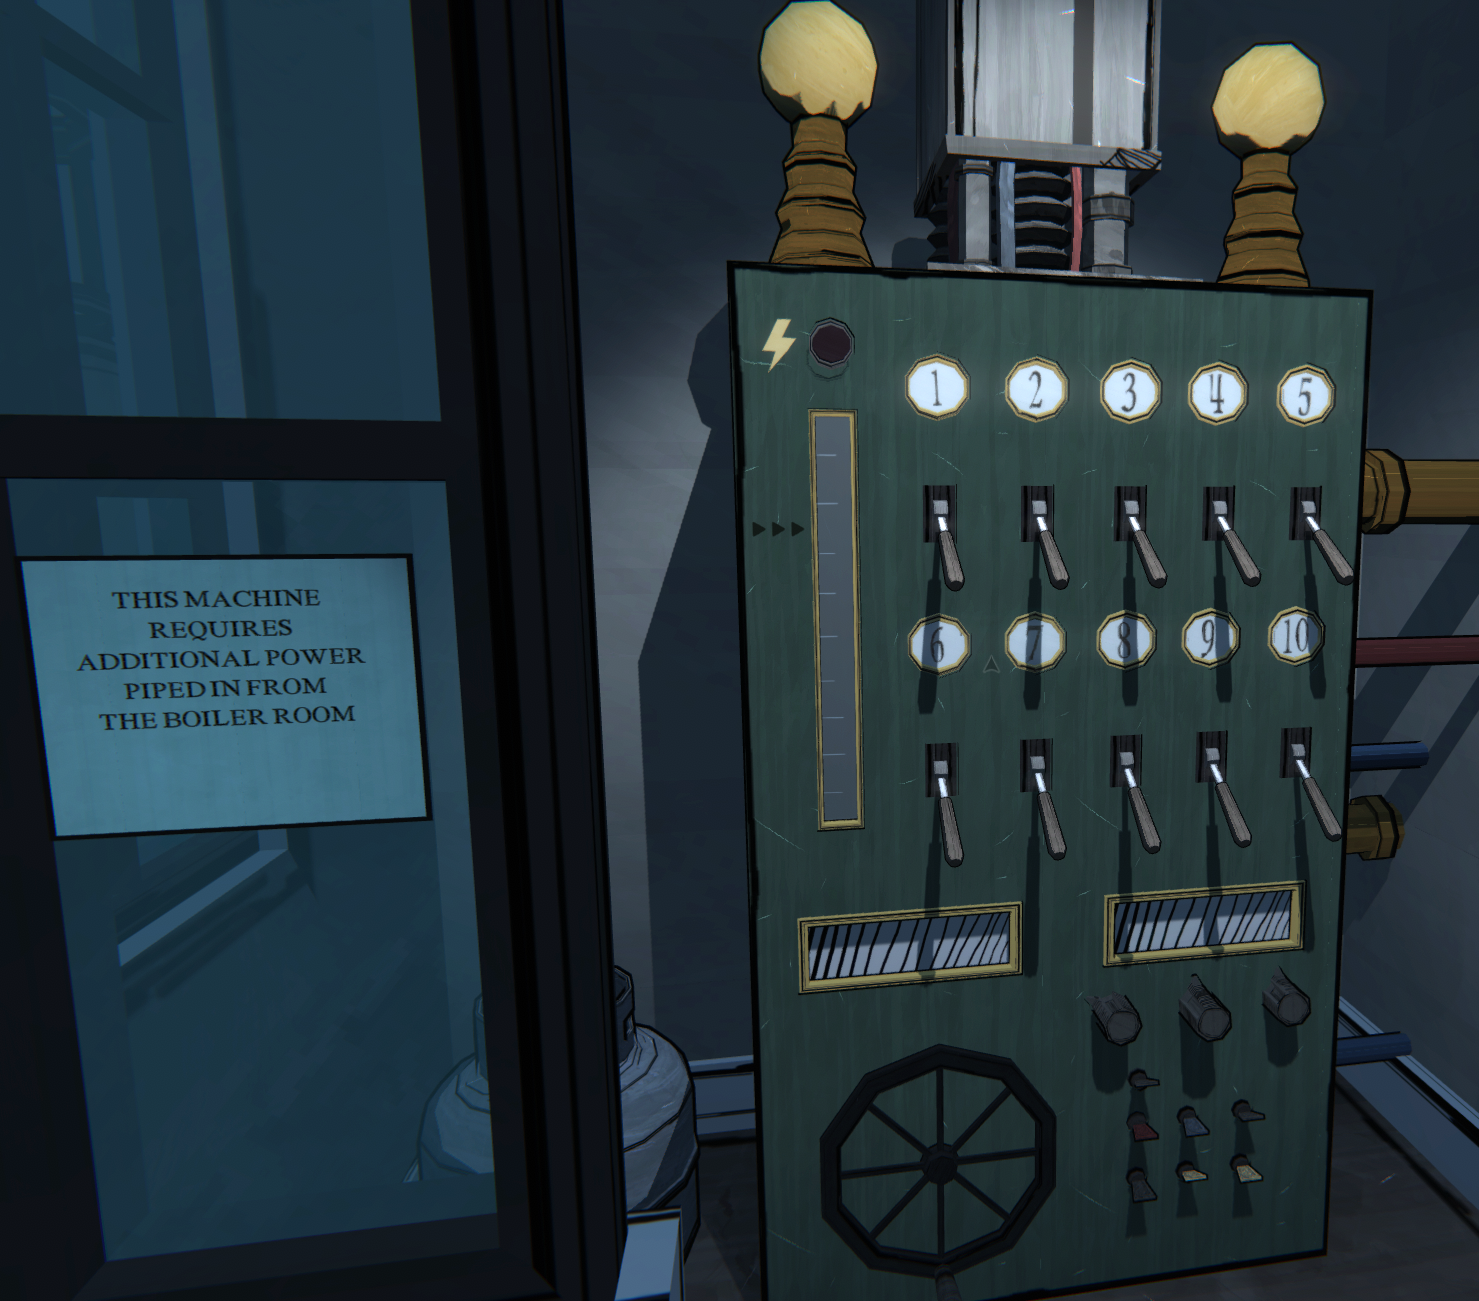 THIS MACHINE
REQUIRES
ADDITIONAL POWER
PIPED IN FROM
THE BOILER ROOM
1 2 3 4 5
6 7 8 9 10